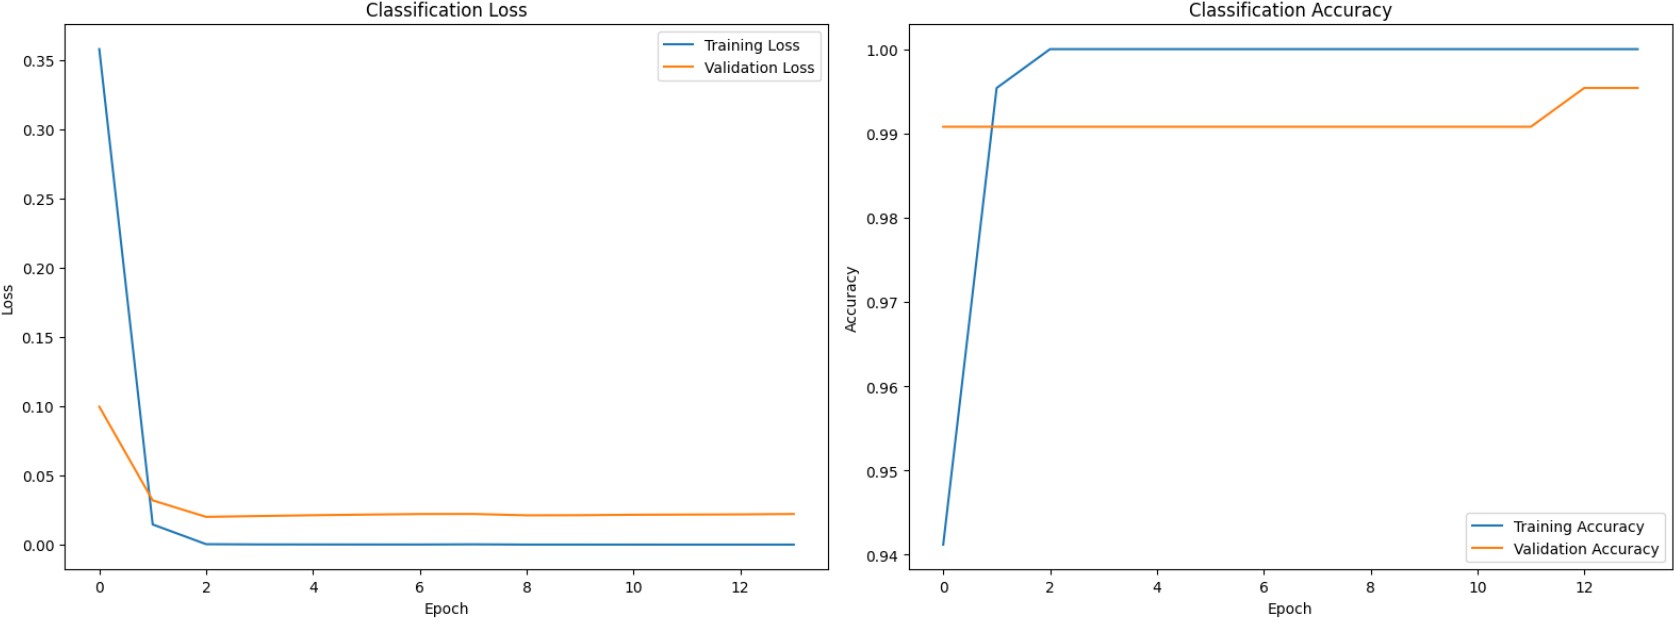 Classification Loss
Training Loss
Validation Loss
0.35
0.30
0.25
0.20
0.15
0.10
0.05
0.00
Loss
0 2 4 6 8 10 12
Epoch
Classification Accuracy
1.00
0.99
0.98
0.97
0.96
0.95
0.94
Accuracy
Training Accuracy
Validation Accuracy
0 2 4 6 8 10 12
Epoch